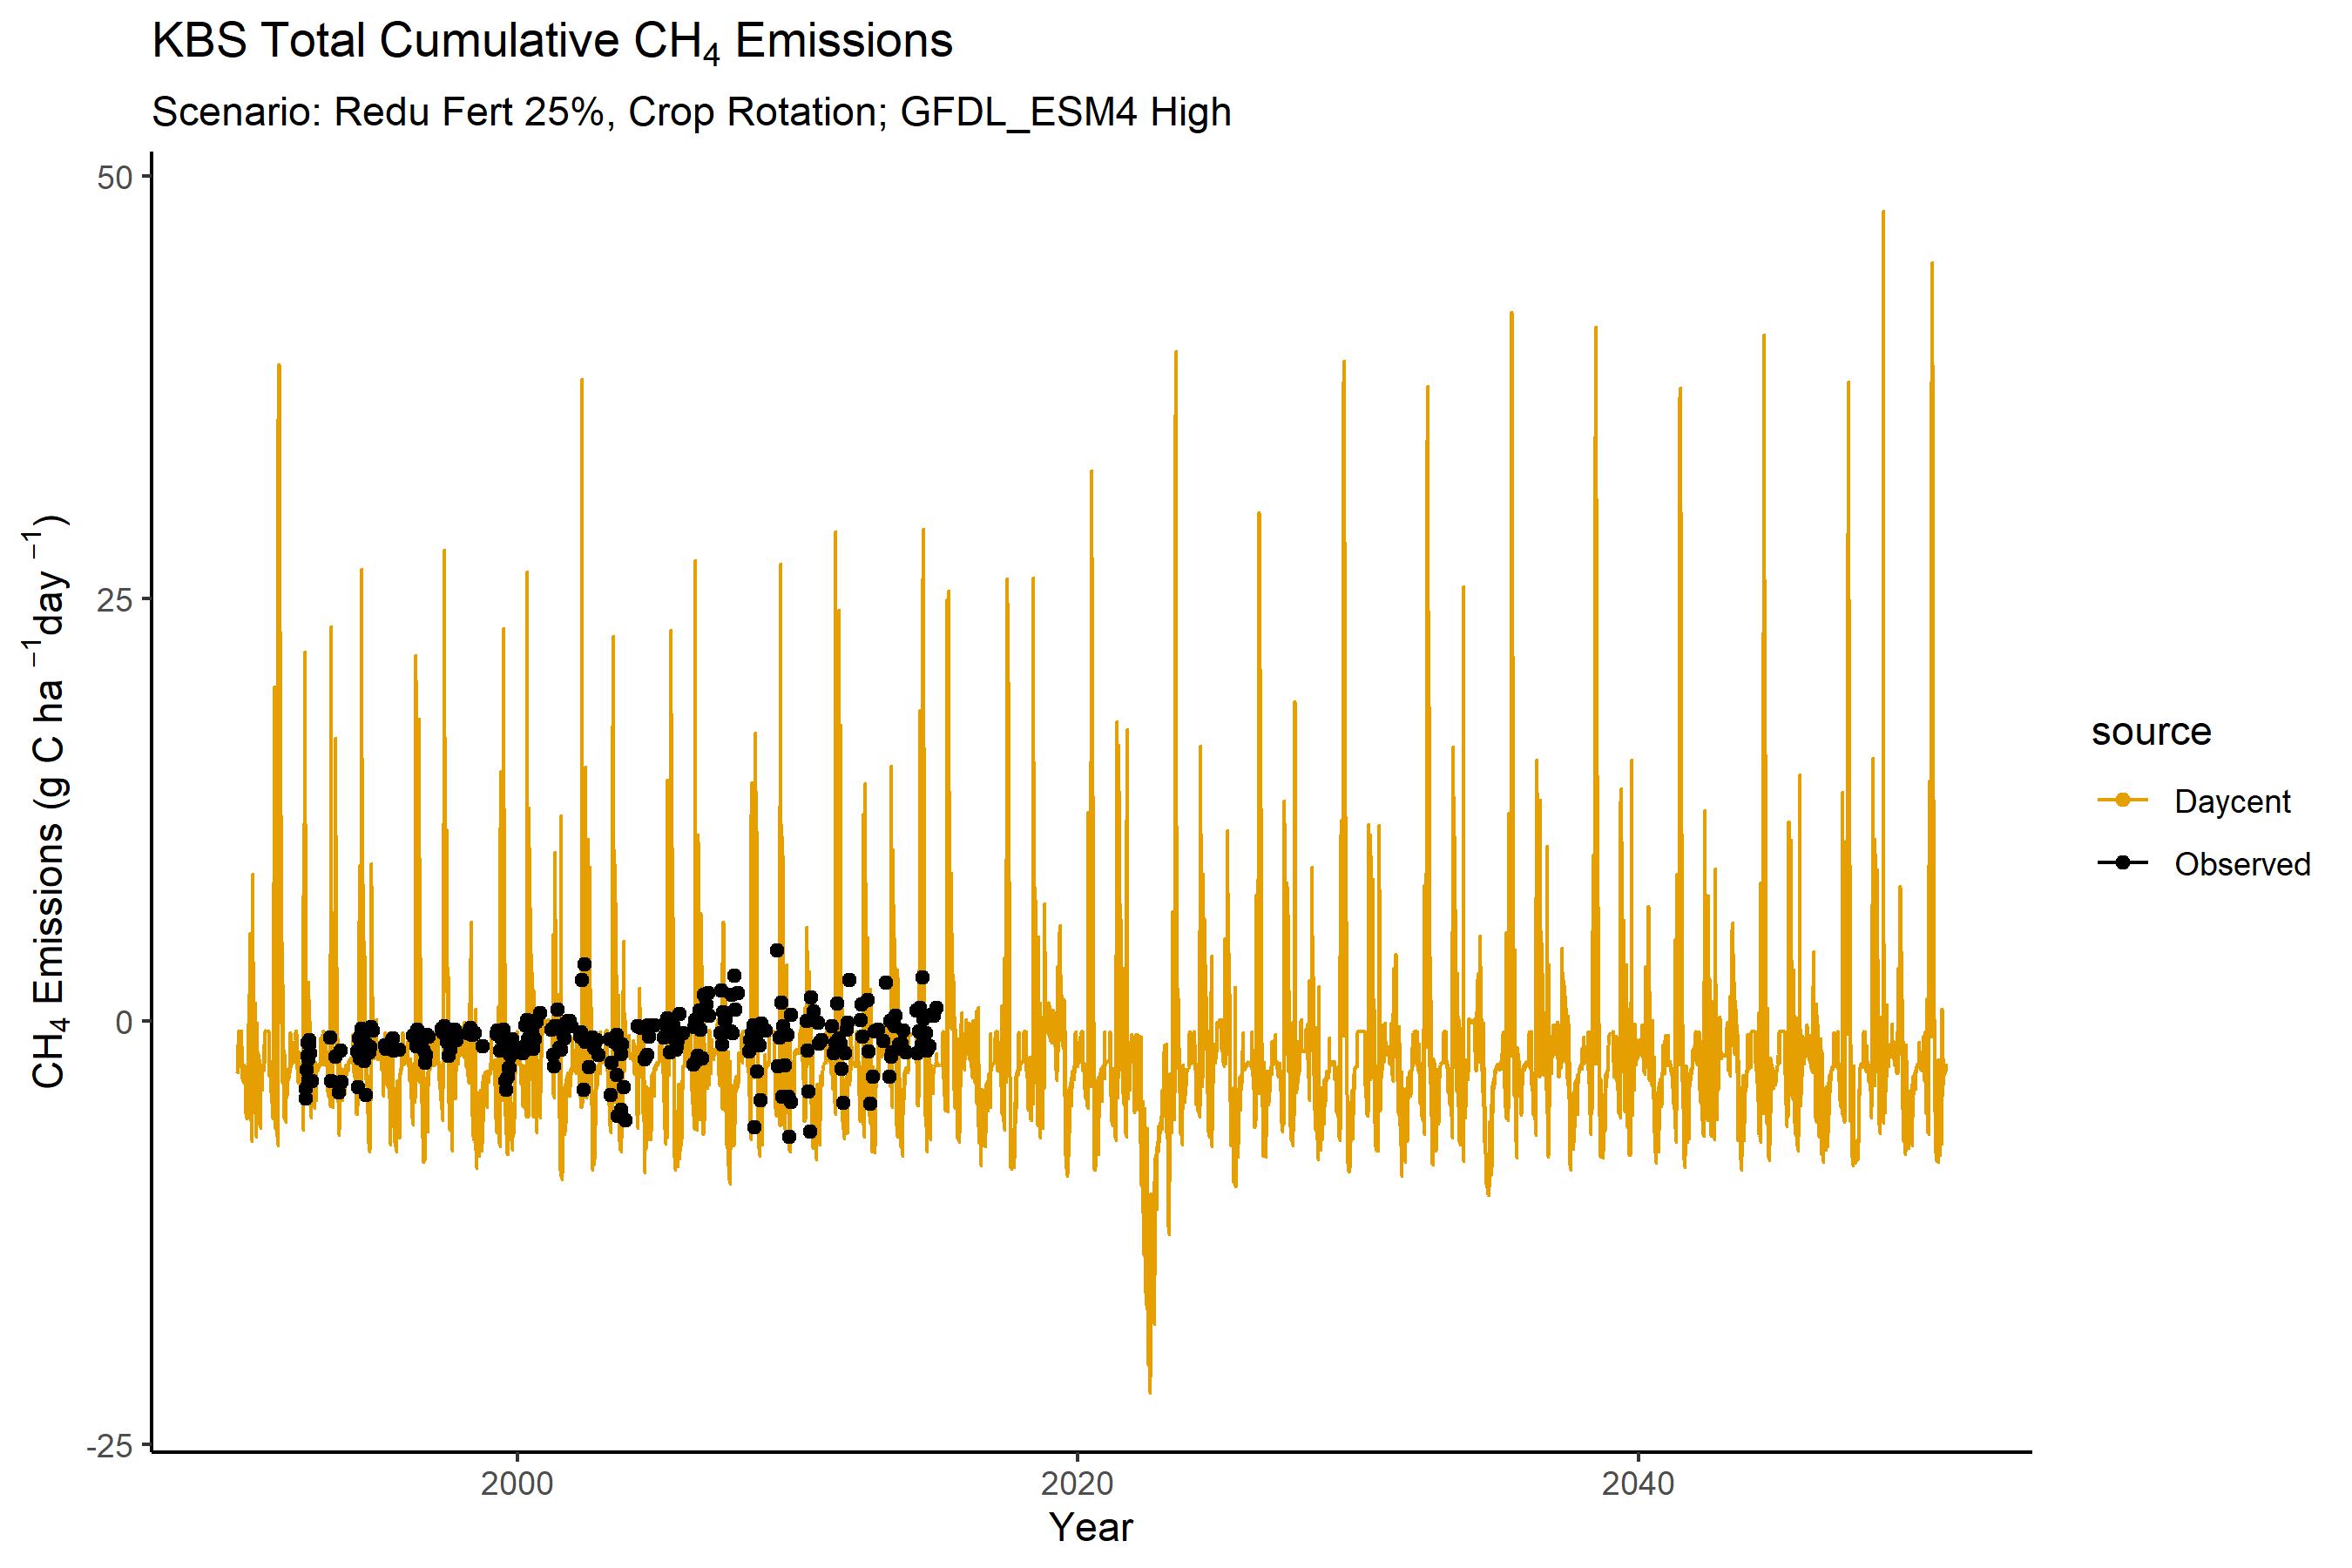 KBS Total Cumulative CH₄ Emissions
Scenario: Redu Fert 25%, Crop Rotation; GFDL_ESM4 High
CH₄ Emissions (g C ha ⁻¹day ⁻¹)
50
25
0
-25
2000
2020
2040
Year
source
Daycent
Observed